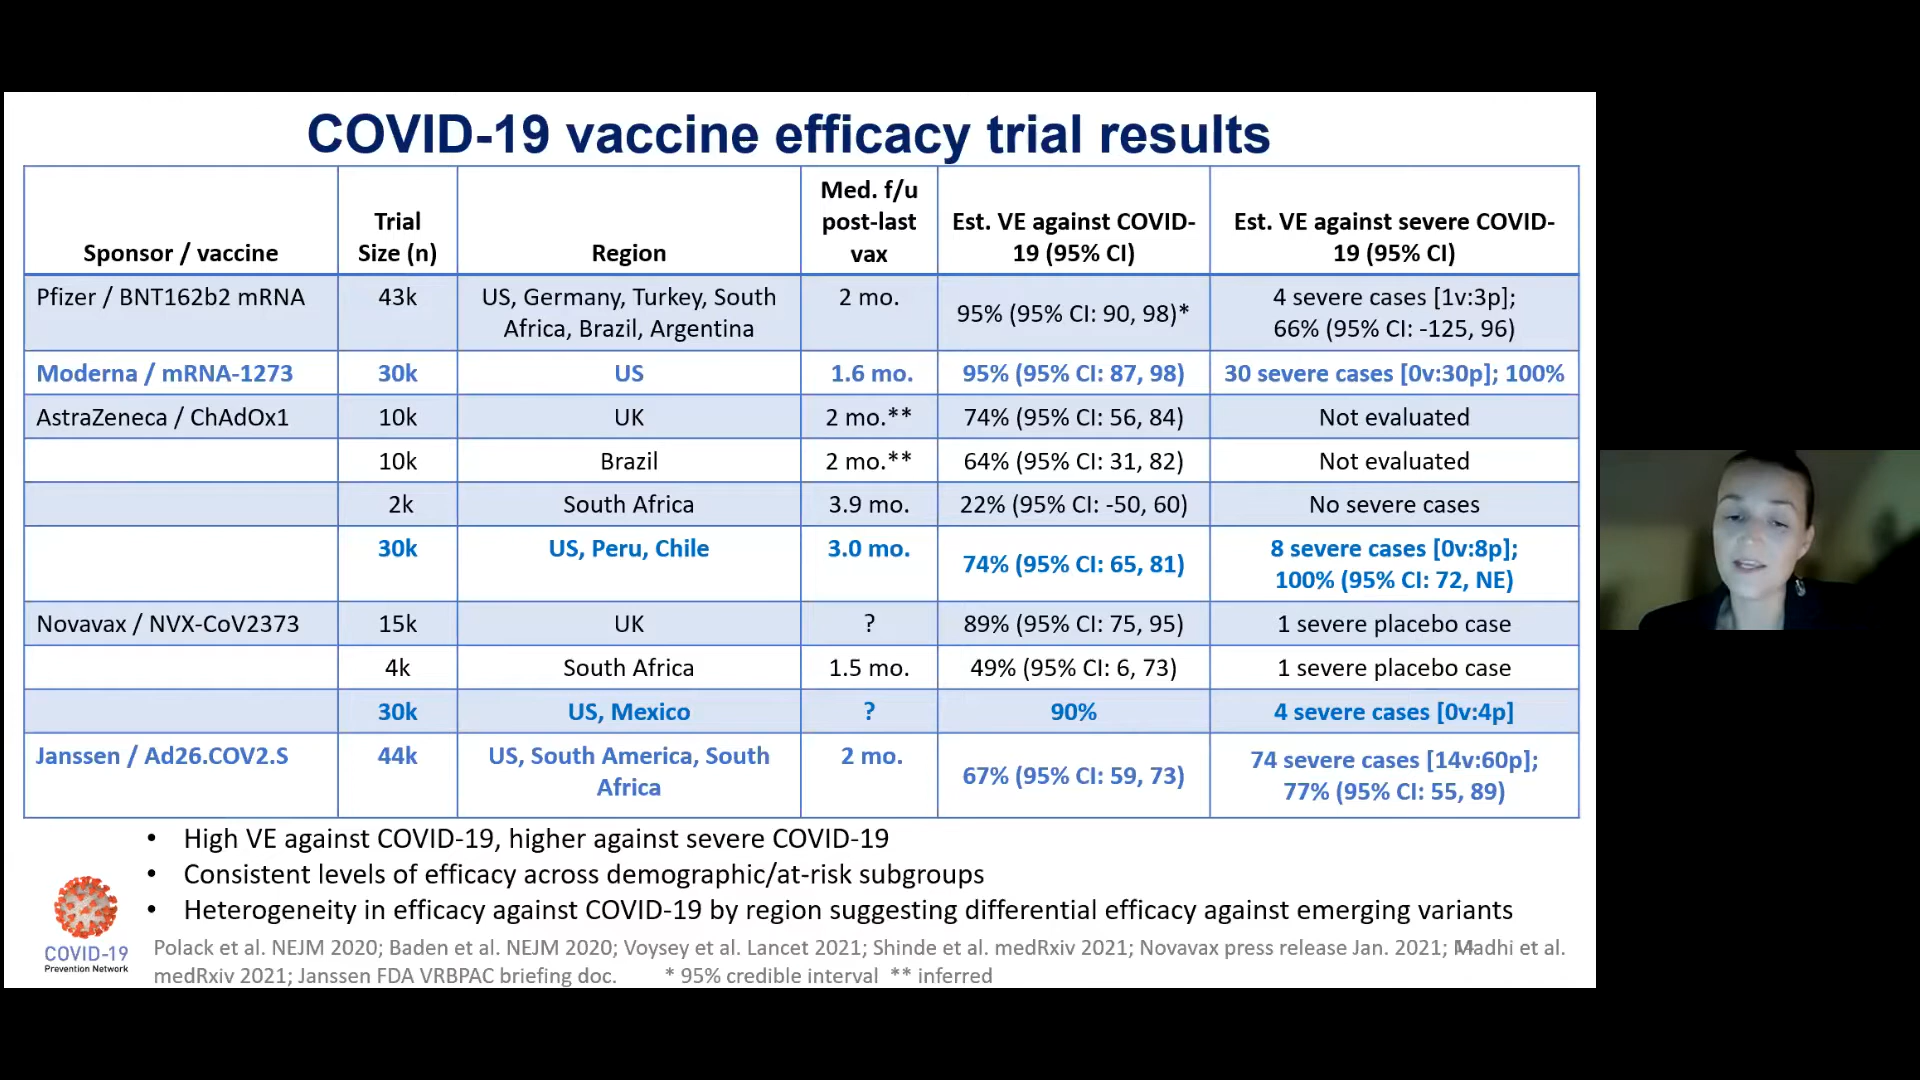 COVID-19 vaccine efficacy trial results
Sponsor / vaccine
Trial
Size (n)
Region
Med. f/u
post-last
vax
Est. VE against COVID-
19 (95% CI)
Est. VE against severe COVID-
19 (95% CI)
Pfizer / BNT162b2 mRNA
43k
US, Germany, Turkey, South
Africa, Brazil, Argentina
2 mo.
95% (95% CI: 90, 98)*
4 severe cases [1v:3p];
66% (95% CI: -125, 96)
Moderna / mRNA-1273
30k
US
1.6 mo.
95% (95% CI: 87, 98)
30 severe cases [0v:30p]; 100%
AstraZeneca / ChAdOx1
10k
UK
2 mo.**
74% (95% CI: 56, 84)
Not evaluated
10k
Brazil
2 mo.**
64% (95% CI: 31, 82)
Not evaluated
2k
South Africa
3.9 mo.
22% (95% CI: -50, 60)
No severe cases
30k
US, Peru, Chile
3.0 mo.
74% (95% CI: 65, 81)
8 severe cases [0v:8p];
100% (95% CI: 72, NE)
Novavax / NVX-CoV2373
15k
UK
?
89% (95% CI: 75, 95)
1 severe placebo case
4k
South Africa
1.5 mo.
49% (95% CI: 6, 73)
1 severe placebo case
30k
US, Mexico
?
90%
4 severe cases [0v:4p]
Janssen / Ad26.COV2.S
44k
US, South America, South
Africa
2 mo.
67% (95% CI: 59, 73)
74 severe cases [14v:60p];
77% (95% CI: 55, 89)
• High VE against COVID-19, higher against severe COVID-19
• Consistent levels of efficacy across demographic/at-risk subgroups
• Heterogeneity in efficacy against COVID-19 by region suggesting differential efficacy against emerging variants
COVID-19
Prevention Network
Polack et al. NEJM 2020; Baden et al. NEJM 2020; Voysey et al. Lancet 2021; Shinde et al. medRxiv 2021; Novavax press release Jan. 2021; Madhi et al.
medRxiv 2021; Janssen FDA VRBPAC briefing doc. * 95% credible interval ** inferred